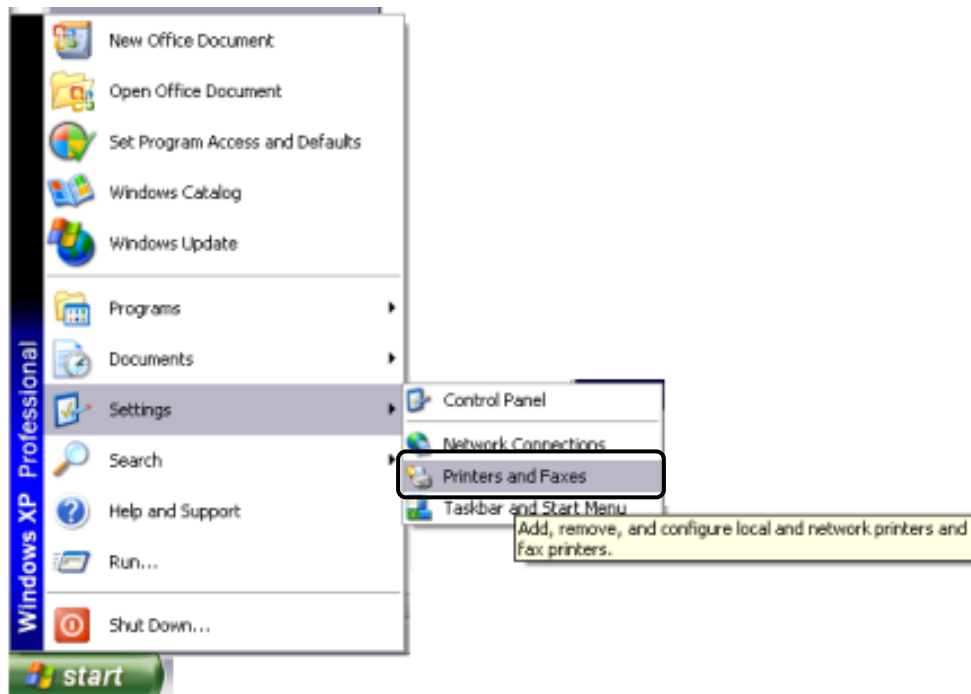 New Office Document
Open Office Document
Set Program Access and Defaults
Windows Catalog
Windows Update
Programs
Documents
Settings
Search
Help and Support
Run...
Shut Down...
Windows XP Professional
start
Control Panel
Network Connections
Printers and Faxes
Taskbar and Start Menu
Add, remove, and configure local and network printers and
fax printers.